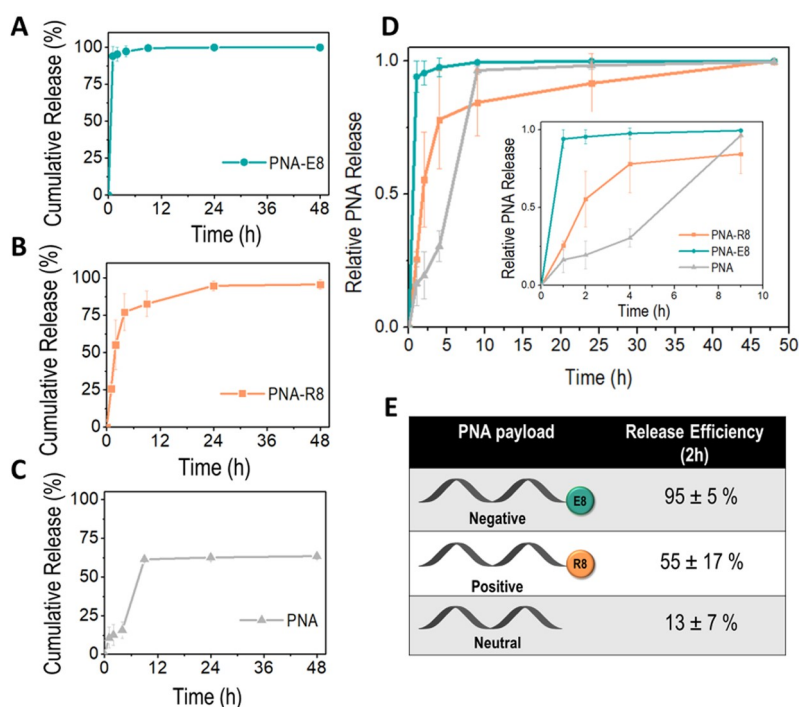 A
Cumulative Release (%)
100
75
50
25
0
PNA-E8
0 12 24 36 48
Time (h)
B
Cumulative Release (%)
100
75
50
25
0
PNA-R8
0 12 24 36 48
Time (h)
C
Cumulative Release (%)
100
75
50
25
0
PNA
0 12 24 36 48
Time (h)
D
Relative PNA Release
1.0
0.5
0.0
0 5 10 15 20 25 30 35 40 45 50
Time (h)
Relative PNA Release
1.0
0.5
0.0
PNA-R8
PNA-E8
PNA
0 2 4 6 8 10
Time (h)
E
PNA payload Release Efficiency
(2h)
E8
Negative
95 ± 5 %
R8
Positive
55 ± 17 %
Neutral
13 ± 7 %